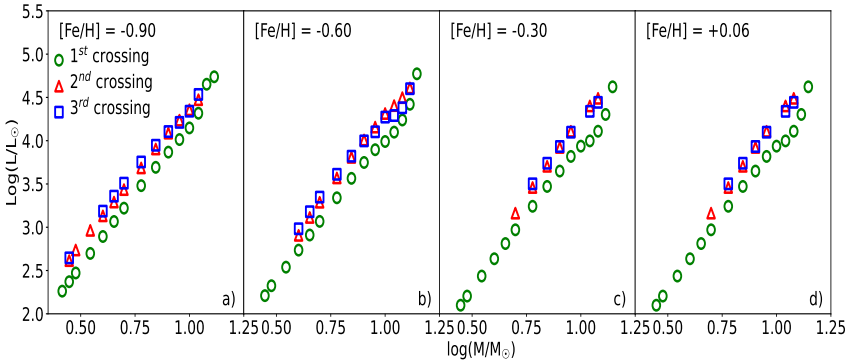 [Fe/H] = -0.90
[Fe/H] = -0.60
[Fe/H] = -0.30
[Fe/H] = +0.06
1st crossing
2nd crossing
3rd crossing
5.5
5.0
4.5
4.0
3.5
3.0
2.5
2.0
Log(L/L☉)
a)
b)
c)
d)
0.50 0.75 1.00 1.25 0.50 0.75 1.00 1.25 0.50 0.75 1.00 1.25 0.50 0.75 1.00 1.25
log(M/M☉)